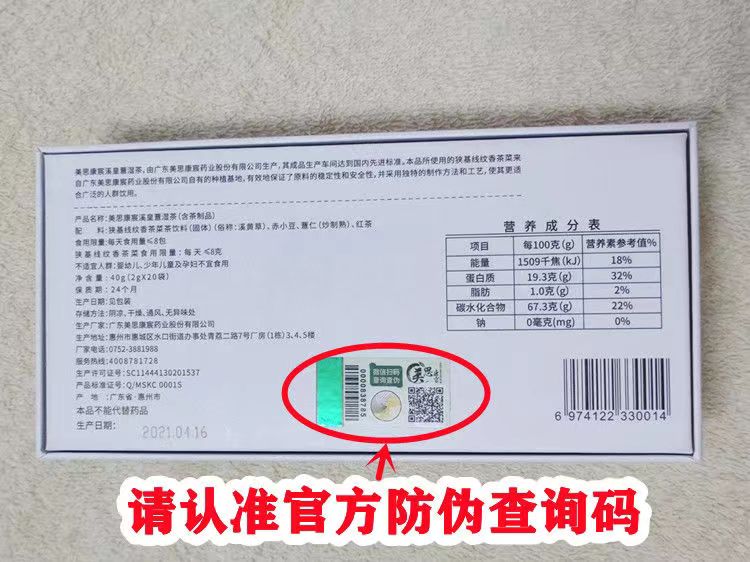 美思康宸溪皇薏湿茶,由广东美思康宸药业股份有限公司生产,其成品生产车间达到国内先进标准。本品所使用的狭基线纹香茶菜来
自广东美思康宸药业股份有限公司自有的种植基地,有效地保证了原料的稳定性和安全性,并采用独特的制作方法和工艺,使其更适
合广泛的人群饮用。
产品名称:美思康宸溪皇薏湿茶(含茶制品)
配 料:狭基线纹香茶菜茶饮料(固体)(俗称:溪黄草)、赤小豆、薏仁(炒制熟)、红茶
食用限量:每天食用量≤8包
狭基线纹香茶菜食用限量:每天≤8克
不适宜人群:婴幼儿、少年儿童及孕妇不宜食用
净 含 量:40g(2gX20袋)
保 质 期:24个月
生产日期:见包装
存储方法:阴凉、干燥、通风、无异味处
生产厂家:广东美思康宸药业股份有限公司
生产地址:惠州市惠城区水口街道办事处青荔二路7号厂房(1栋)3、4、5楼
厂家电话:0752-3881988
服务热线:4008781728
生产许可证号:SC11444130201537
产品标准证号:Q/MSKC 0001S
产 地:广东省·惠州市
本品不能代替药品
生产日期:
2021.04.16
营 养 成 分 表
项目 每100克(g) 营养素参考值%
能量 1509千焦(kJ) 18%
蛋白质 19.3克(g) 32%
脂肪 1.0克(g) 2%
碳水化合物 67.3克(g) 22%
钠 0毫克(mg) 0%
微信扫码
查询查伪
0000838785
美思
6 974122 330014
请认准官方防伪查询码